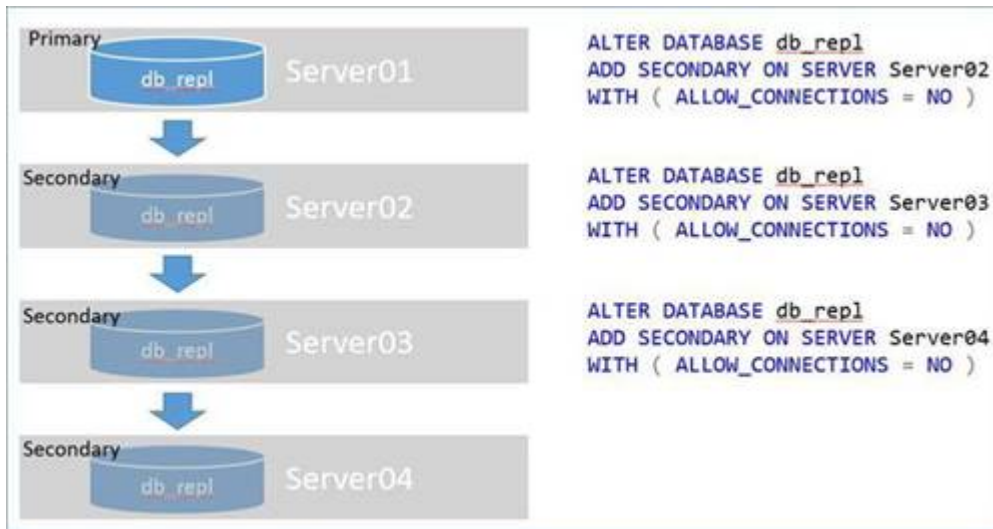 Primary
db_repl
Server01
ALTER DATABASE db_repl
ADD SECONDARY ON SERVER Server02
WITH ( ALLOW_CONNECTIONS = NO )
Secondary
db_repl
Server02
ALTER DATABASE db_repl
ADD SECONDARY ON SERVER Server03
WITH ( ALLOW_CONNECTIONS = NO )
Secondary
db_repl
Server03
ALTER DATABASE db_repl
ADD SECONDARY ON SERVER Server04
WITH ( ALLOW_CONNECTIONS = NO )
Secondary
db_repl
Server04